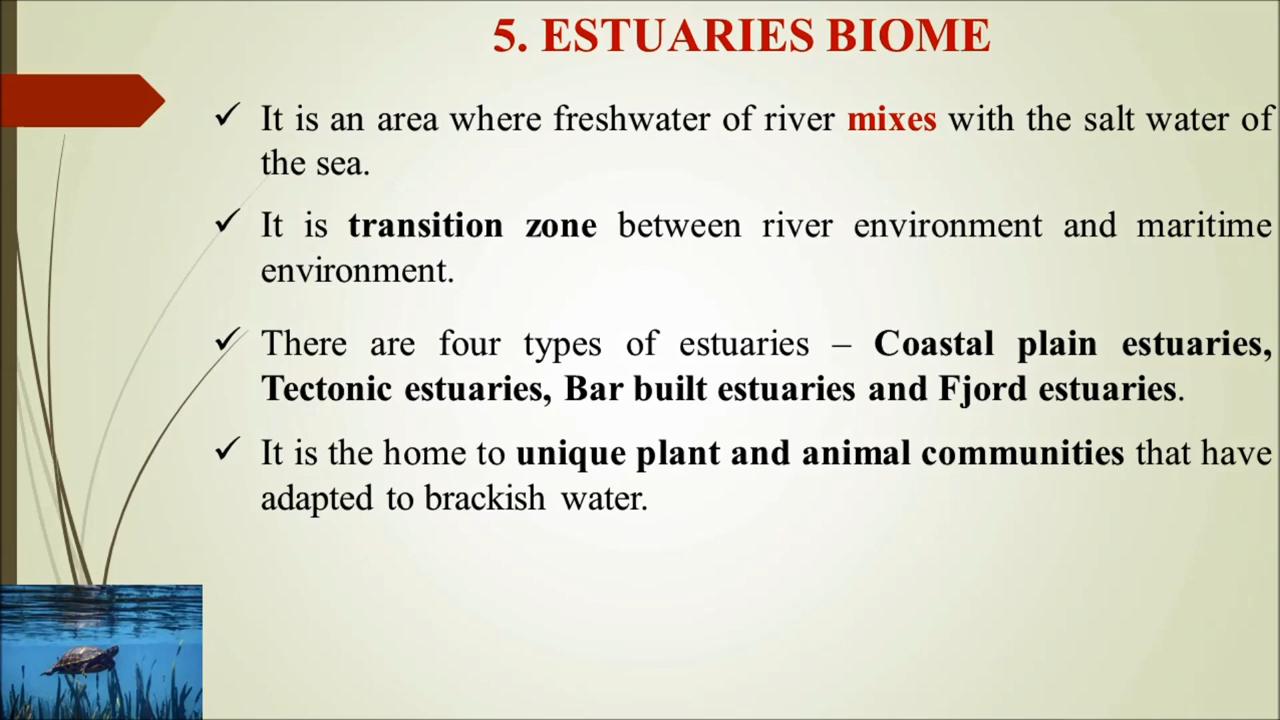 5. ESTUARIES BIOME
✓ It is an area where freshwater of river mixes with the salt water of
the sea.
✓ It is transition zone between river environment and maritime
environment.
✓ There are four types of estuaries – Coastal plain estuaries,
Tectonic estuaries, Bar built estuaries and Fjord estuaries.
✓ It is the home to unique plant and animal communities that have
adapted to brackish water.